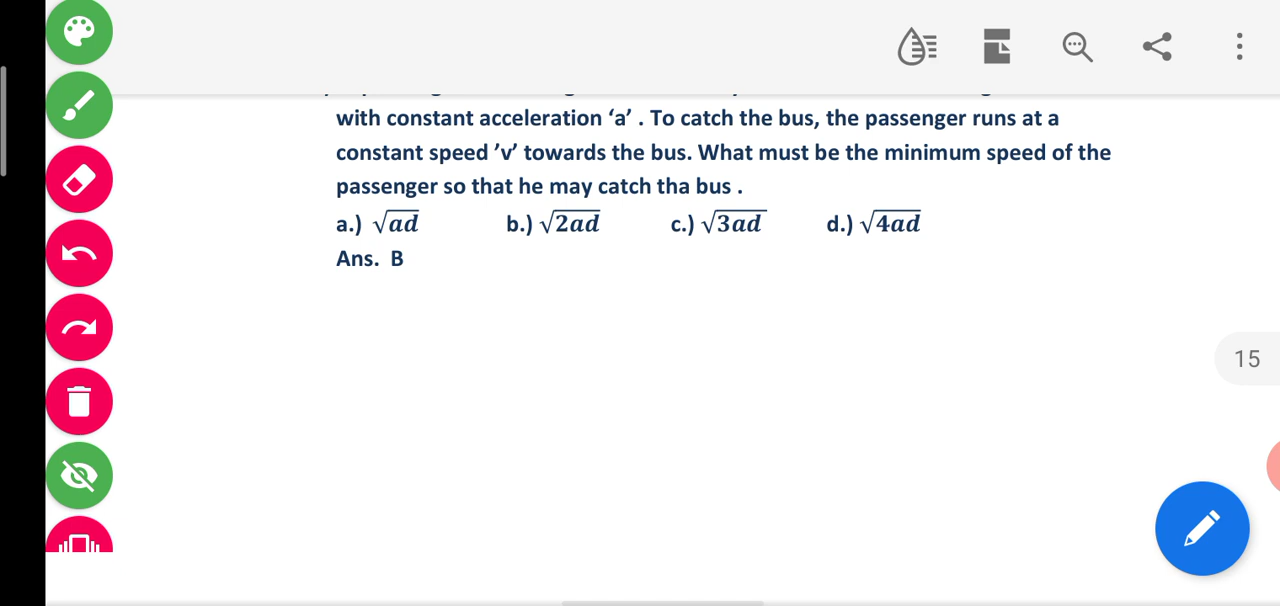 with constant acceleration ‘a’ . To catch the bus, the passenger runs at a
constant speed ’v’ towards the bus. What must be the minimum speed of the
passenger so that he may catch tha bus .
a.) √ad b.) √2ad c.) √3ad d.) √4ad
Ans. B
15